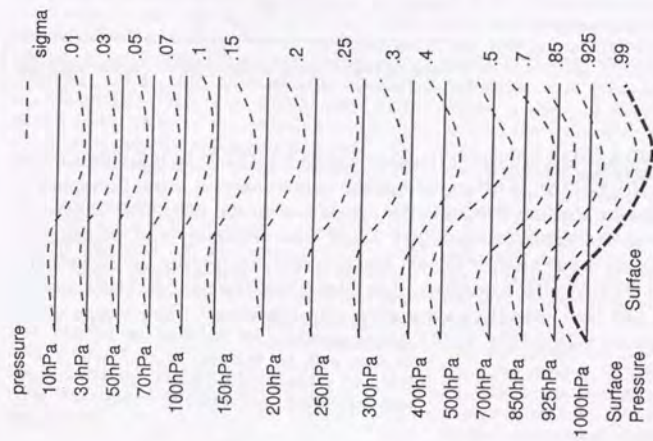 pressure
sigma
10hPa
.01
30hPa
.03
50hPa
.05
70hPa
.07
100hPa
.1
150hPa
.15
200hPa
.2
250hPa
.25
300hPa
.3
400hPa
.4
500hPa
.5
700hPa
.7
850hPa
.85
925hPa
.925
1000hPa
.99
Surface
Pressure
Surface